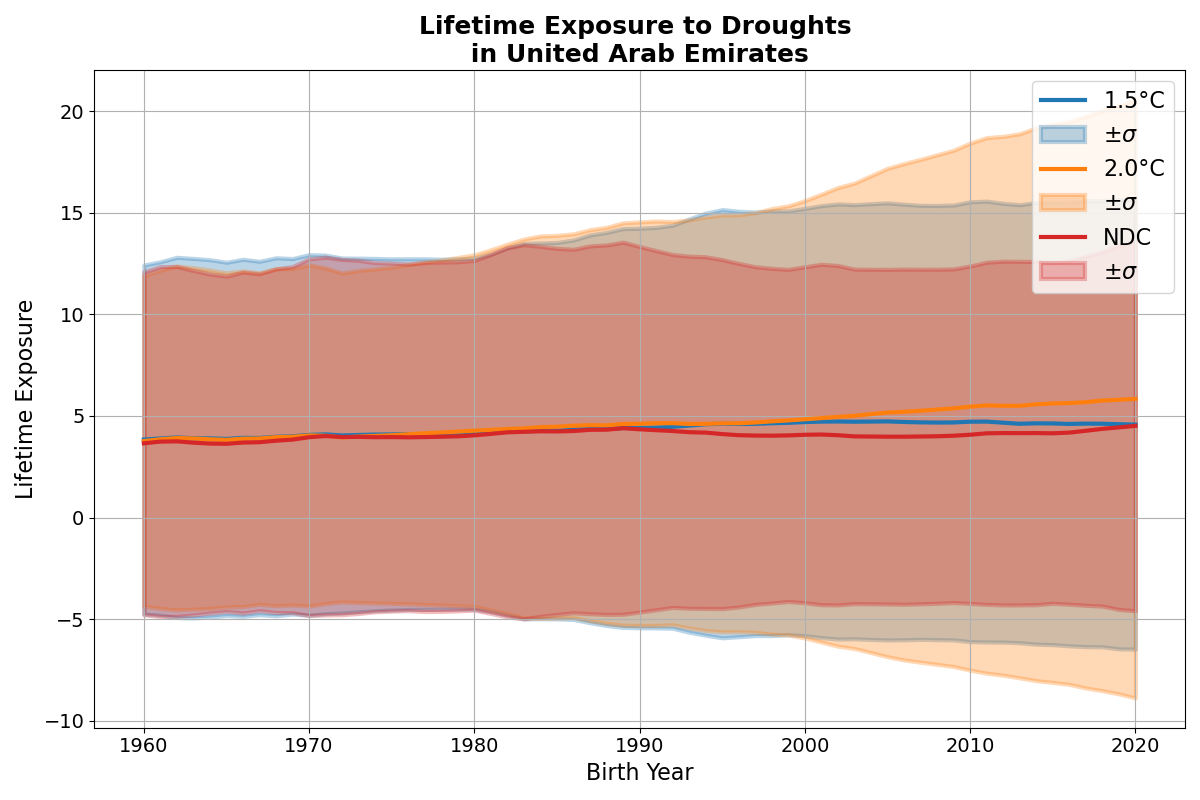 Lifetime Exposure to Droughts
in United Arab Emirates
1.5°C
±σ
2.0°C
±σ
NDC
±σ
Lifetime Exposure
20
15
10
5
0
−5
−10
1960
1970
1980
1990
2000
2010
2020
Birth Year